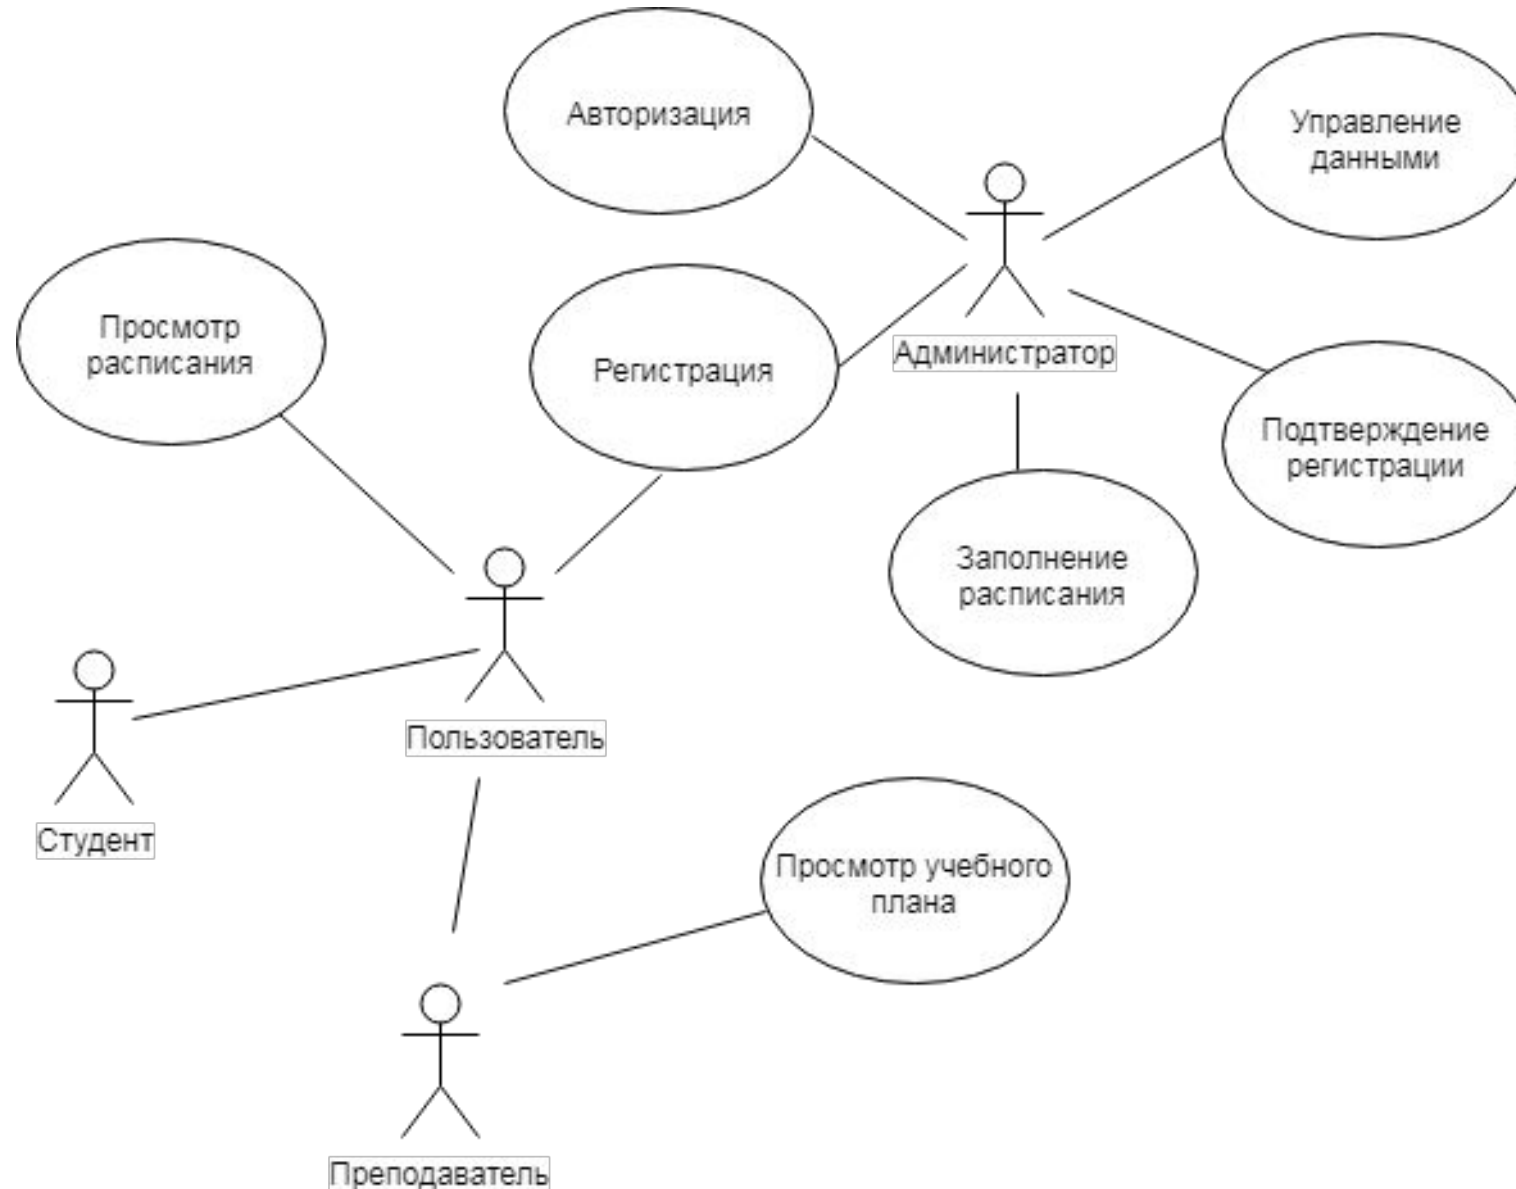 Авторизация
Управление
данными
Просмотр
расписания
Регистрация
Администратор
Подтверждение
регистрации
Заполнение
расписания
Пользователь
Студент
Просмотр учебного
плана
Преподаватель